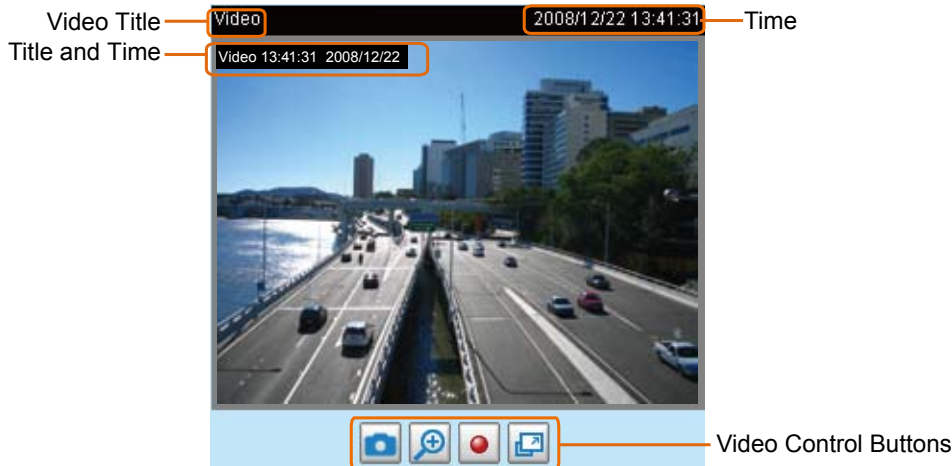 Video Title
Video
2008/12/22 13:41:31
Time
Title and Time
Video 13:41:31 2008/12/22
Video Control Buttons